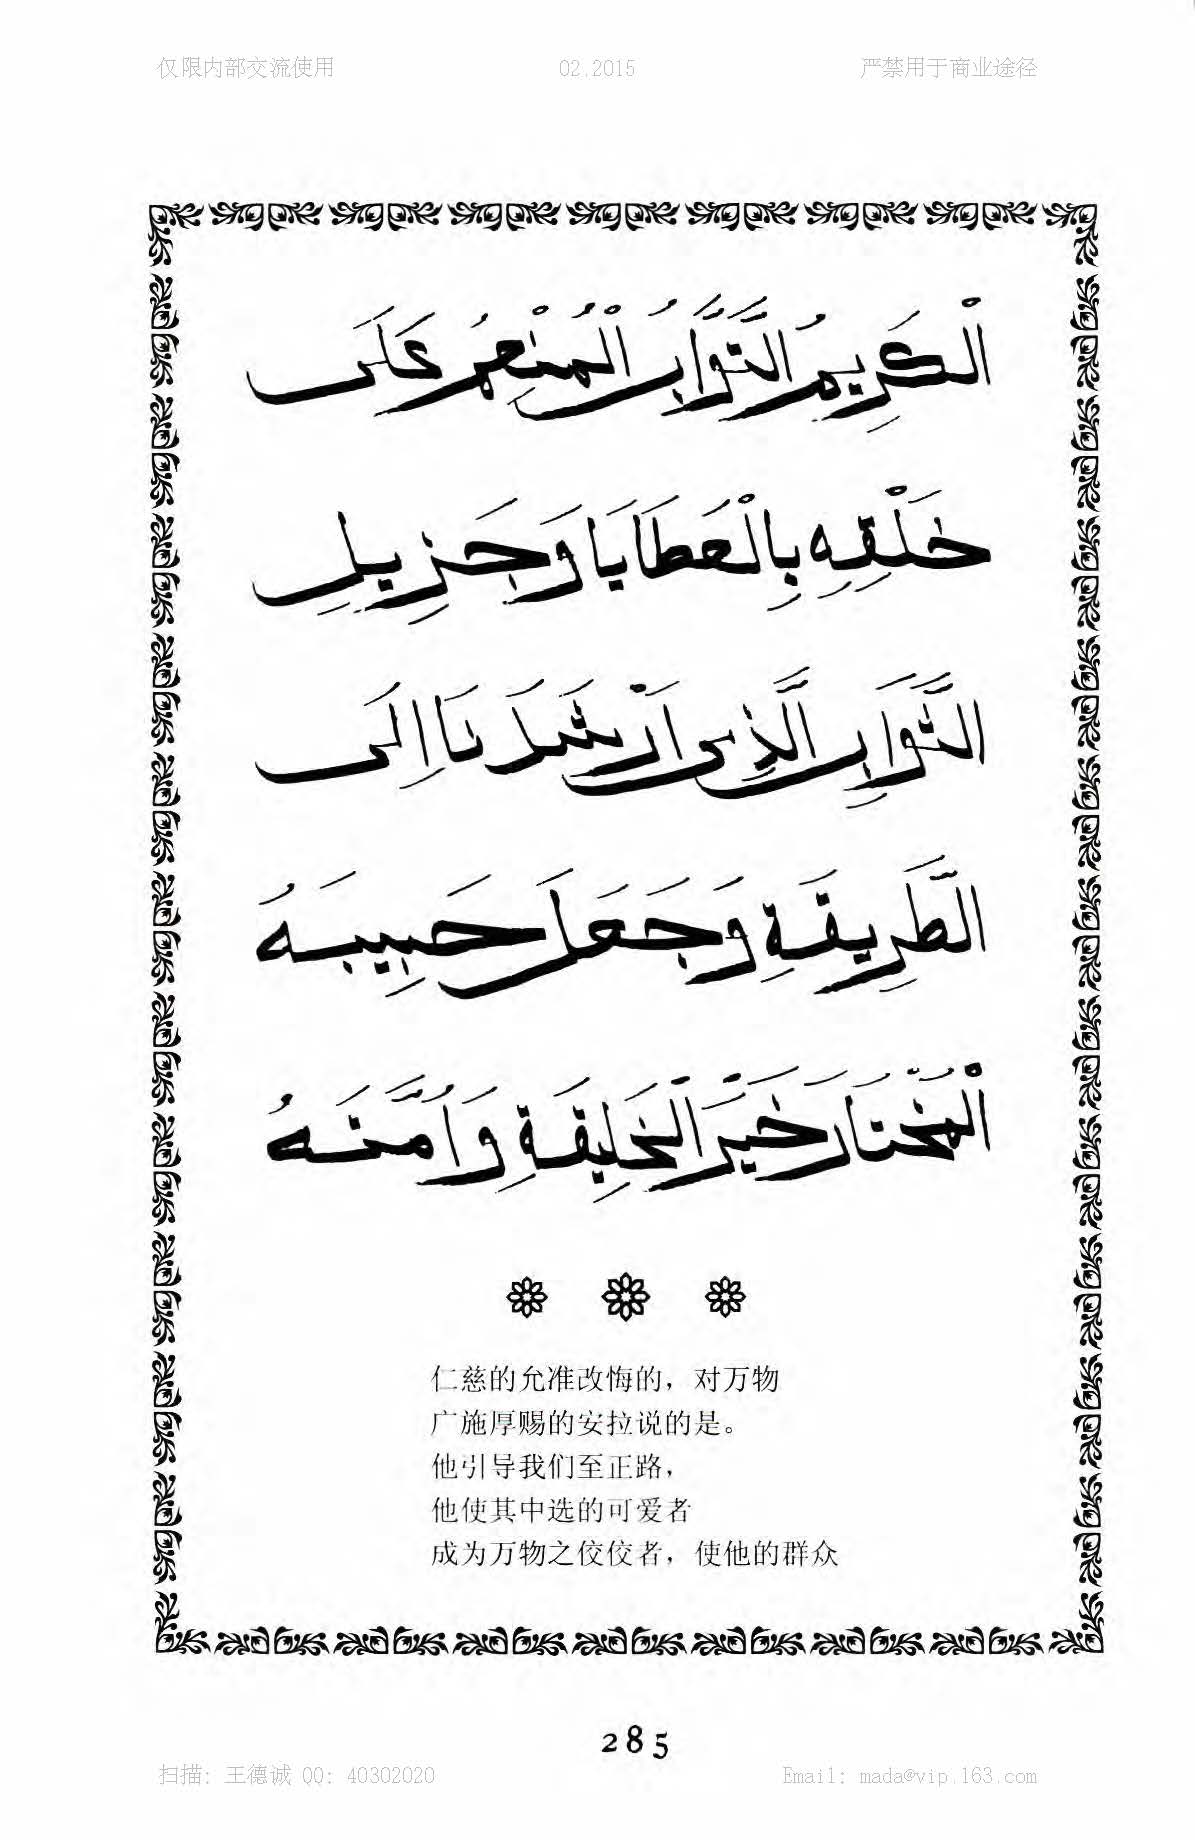 仅限内部交流使用 02.2015 严禁用于商业途径
اَلْكَرِيمُ التَّوَّابُ الْمُنْعِمُ عَلَى
خَلْقِهِ بِالْعَطَايَا وَجَزِيلِ
الثَّوَابِ الَّذِى اَرْشَدَنَا اِلَى
الطَّرِيقَةِ وَجَعَلَ حَبِيبَهُ
الْمُخْتَارَ خَيْرَ الْخَلِيقَةِ وَاُمَّتَهُ
仁慈的允准改悔的，对万物
广施厚赐的安拉说的是。
他引导我们至正路，
他使其中选的可爱者
成为万物之佼佼者，使他的群众
285
扫描: 王德诚 QQ: 40302020 Email: mada@vip.163.com